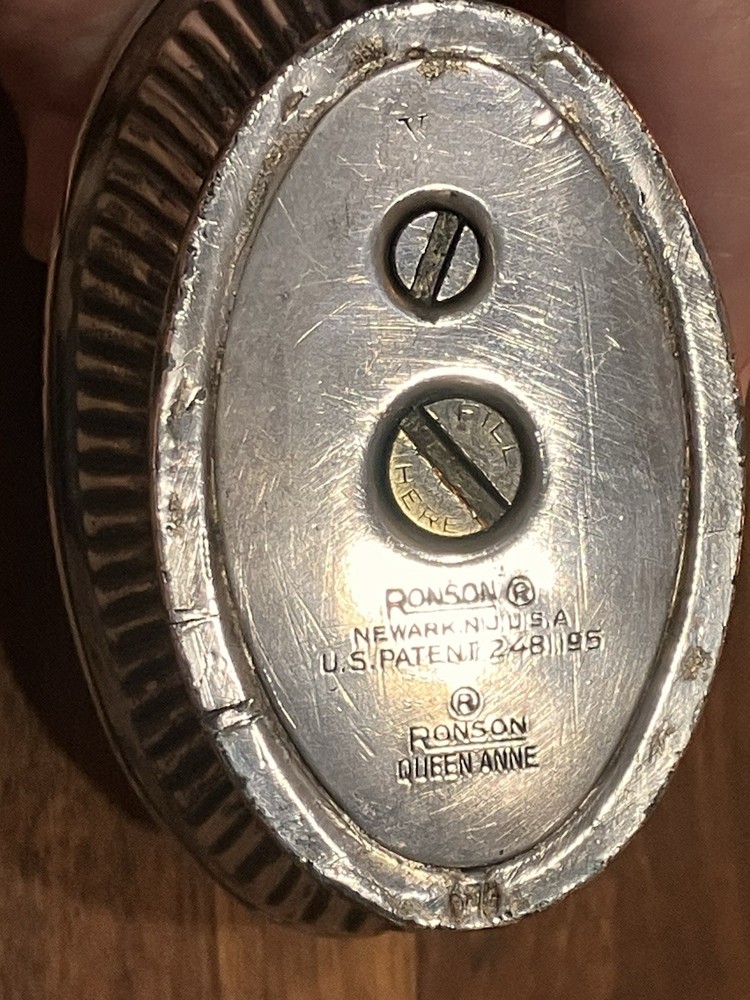 FILL
HERE
RONSON ®
NEWARK.N.J.U.S.A
U.S.PATENT 2481195
®
RONSON
QUEEN ANNE